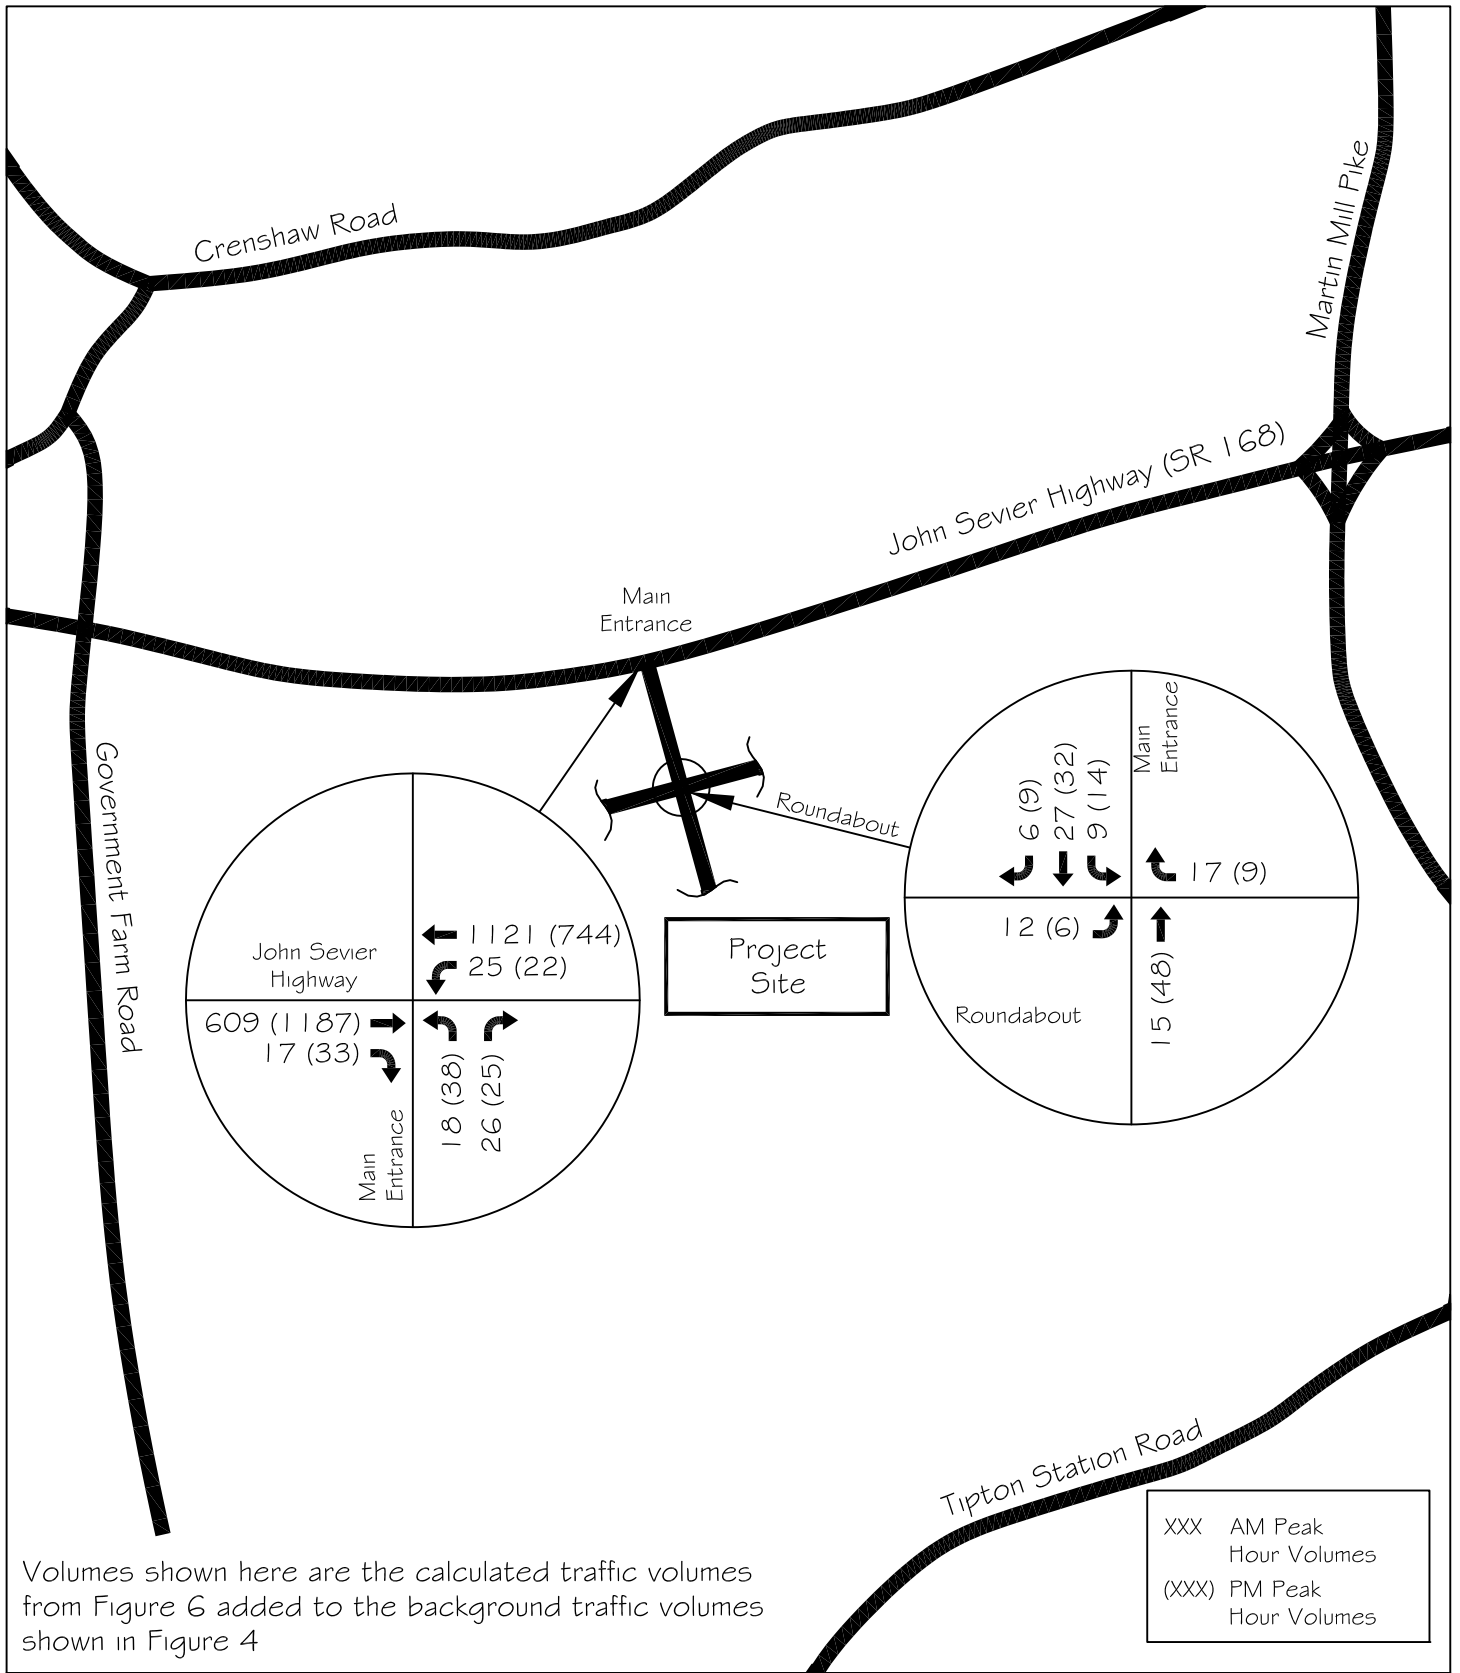 Crenshaw Road
Martin Mill Pike
John Sevier Highway (SR 168)
Main
Entrance
Government Farm Road
Roundabout
John Sevier
Highway
1121 (744)
25 (22)
609 (1187)
17 (33)
18 (38)
26 (25)
Main
Entrance
Project
Site
Main
Entrance
6 (9)
27 (32)
9 (14)
17 (9)
12 (6)
15 (48)
Roundabout
Tipton Station Road
XXX AM Peak
Hour Volumes
(XXX) PM Peak
Hour Volumes
Volumes shown here are the calculated traffic volumes
from Figure 6 added to the background traffic volumes
shown in Figure 4